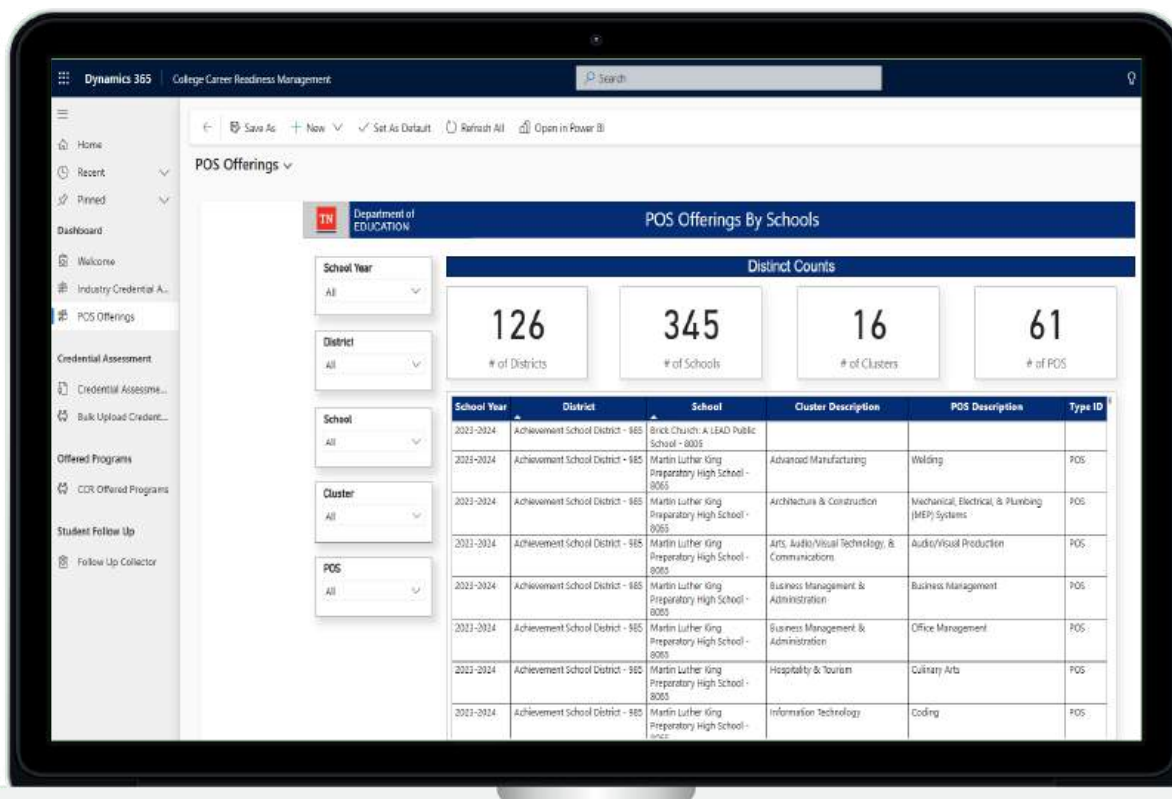 Dynamics 365 College Career Readiness Management
Search
Save As New Set As Default Refresh All Open in Power BI
POS Offerings
Home
Recent
Pinned
Dashboard
Welcome
Industry Credential A...
POS Offerings
Credential Assessment
Credential Assessme...
Bulk Upload Credent...
Offered Programs
CCR Offered Programs
Student Follow Up
Follow Up Collector
TN
Department of
EDUCATION
POS Offerings By Schools
School Year
All
District
All
School
All
Cluster
All
POS
All
Distinct Counts
126
# of Districts
345
# of Schools
16
# of Clusters
61
# of POS
School Year District School Cluster Description POS Description Type ID
2023-2024 Achievement School District - 985 Brick Church: A LEAD Public
School - 8005
2023-2024 Achievement School District - 985 Martin Luther King Advanced Manufacturing Welding POS
Preparatory High School -
8065
2023-2024 Achievement School District - 985 Martin Luther King Architecture & Construction Mechanical, Electrical, & Plumbing POS
Preparatory High School - (MEP) Systems
8065
2023-2024 Achievement School District - 985 Martin Luther King Arts, Audio/Visual Technology, & Audio/Visual Production POS
Preparatory High School - Communications
8065
2023-2024 Achievement School District - 985 Martin Luther King Business Management & Business Management POS
Preparatory High School - Administration
8065
2023-2024 Achievement School District - 985 Martin Luther King Business Management & Office Management POS
Preparatory High School - Administration
8065
2023-2024 Achievement School District - 985 Martin Luther King Hospitality & Tourism Culinary Arts POS
Preparatory High School -
8065
2023-2024 Achievement School District - 985 Martin Luther King Information Technology Coding POS
Preparatory High School -